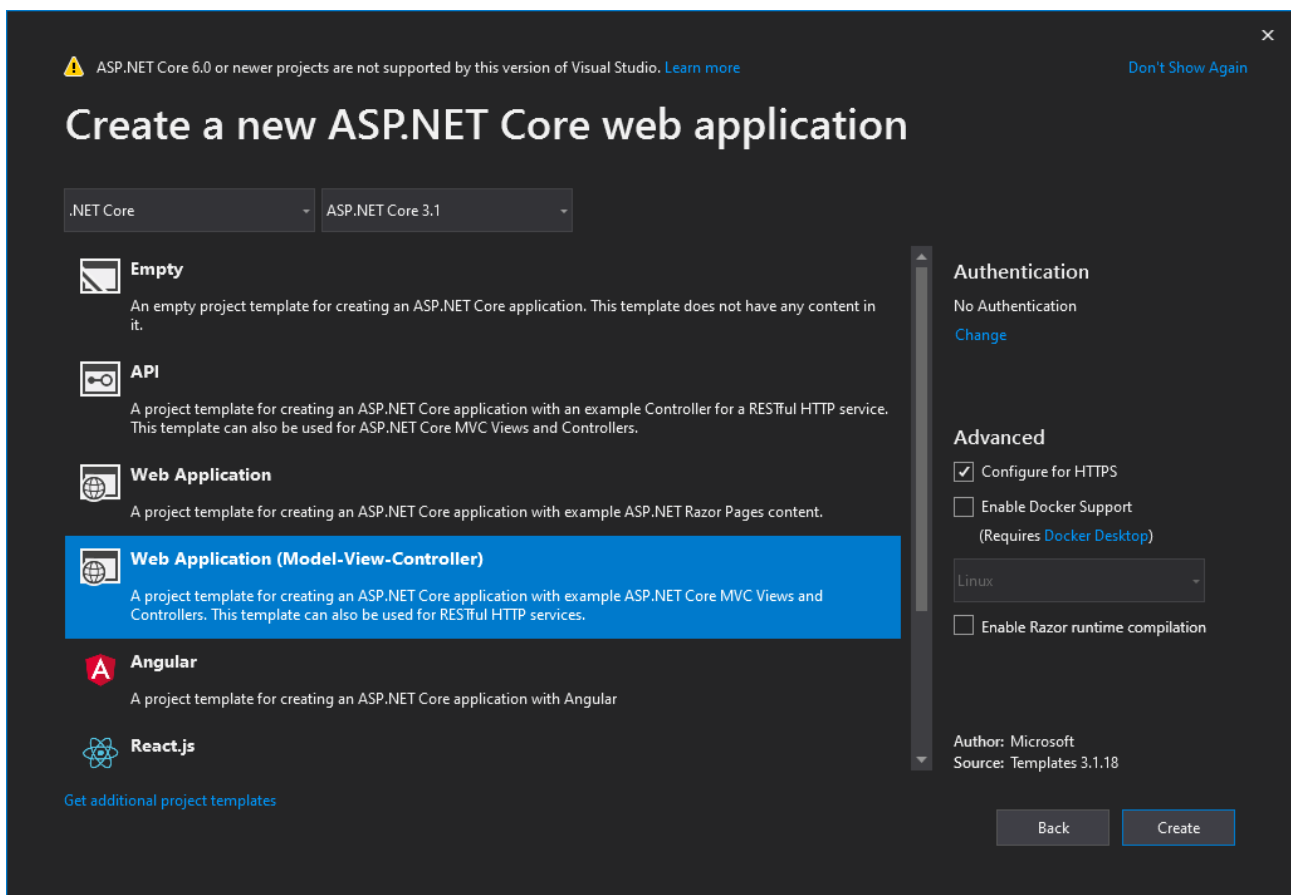 ASP.NET Core 6.0 or newer projects are not supported by this version of Visual Studio. Learn more
Don't Show Again
Create a new ASP.NET Core web application
.NET Core
ASP.NET Core 3.1
Empty
An empty project template for creating an ASP.NET Core application. This template does not have any content in
it.
API
A project template for creating an ASP.NET Core application with an example Controller for a RESTful HTTP service.
This template can also be used for ASP.NET Core MVC Views and Controllers.
Web Application
A project template for creating an ASP.NET Core application with example ASP.NET Razor Pages content.
Web Application (Model-View-Controller)
A project template for creating an ASP.NET Core application with example ASP.NET Core MVC Views and
Controllers. This template can also be used for RESTful HTTP services.
Angular
A project template for creating an ASP.NET Core application with Angular
React.js
Get additional project templates
Authentication
No Authentication
Change
Advanced
Configure for HTTPS
Enable Docker Support
(Requires Docker Desktop)
Linux
Enable Razor runtime compilation
Author: Microsoft
Source: Templates 3.1.18
Back
Create